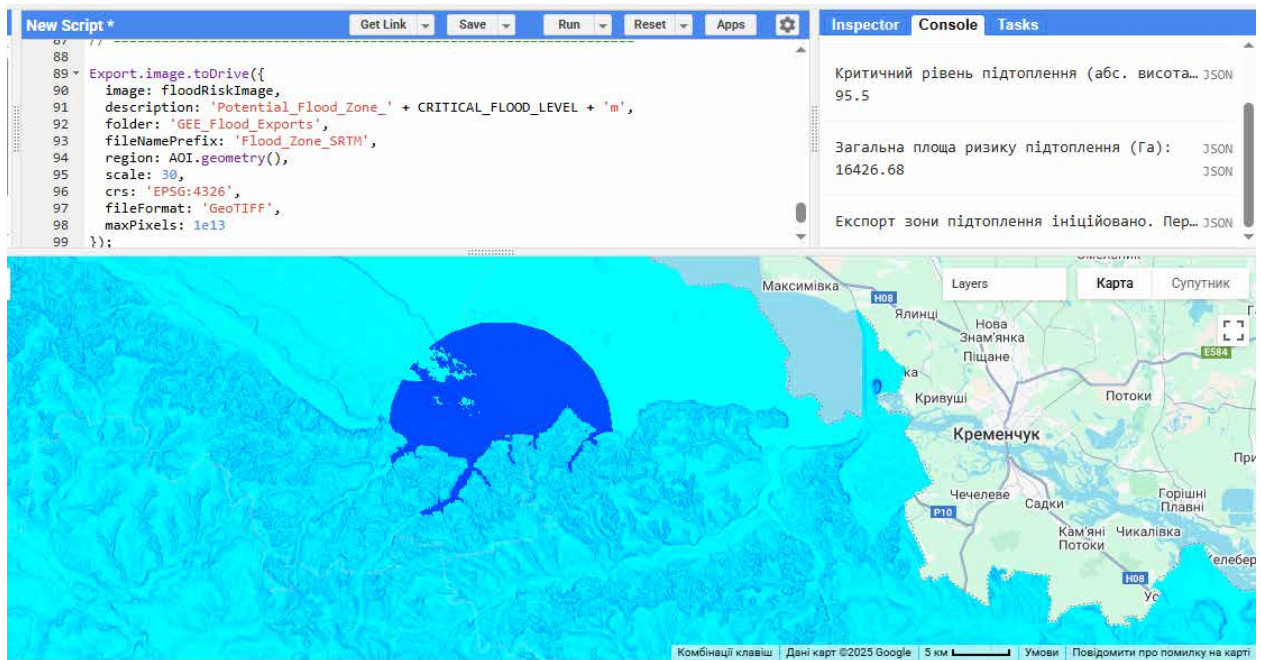 New Script *
Get Link
Save
Run
Reset
Apps
Inspector
Console
Tasks
87 // 
88
89 Export.image.toDrive({
90 image: floodRiskImage,
91 description: 'Potential_Flood_Zone_' + CRITICAL_FLOOD_LEVEL + 'm',
92 folder: 'GEE_Flood_Exports',
93 fileNamePrefix: 'Flood_Zone_SRTM',
94 region: AOI.geometry(),
95 scale: 30,
96 crs: 'EPSG:4326',
97 fileFormat: 'GeoTIFF',
98 maxPixels: 1e13
99 });
Критичний рівень підтоплення (абс. висота… JSON
95.5
Загальна площа ризику підтоплення (Га): JSON
16426.68 JSON
Експорт зони підтоплення ініційовано. Пер… JSON
Layers
Карта
Супутник
Максимівка
H08
Ялинці
Нова
Знам'янка
Піщане
E584
ка
Кривуші
Потоки
Кременчук
При
Чечелеве
Садки
Горішні
Плавні
P10
Кам'яні
Потоки
Чикалівка
H08
Келебер
Ус
Комбінації клавіш
Дані карт ©2025 Google
5 км
Умови
Повідомити про помилку на карті